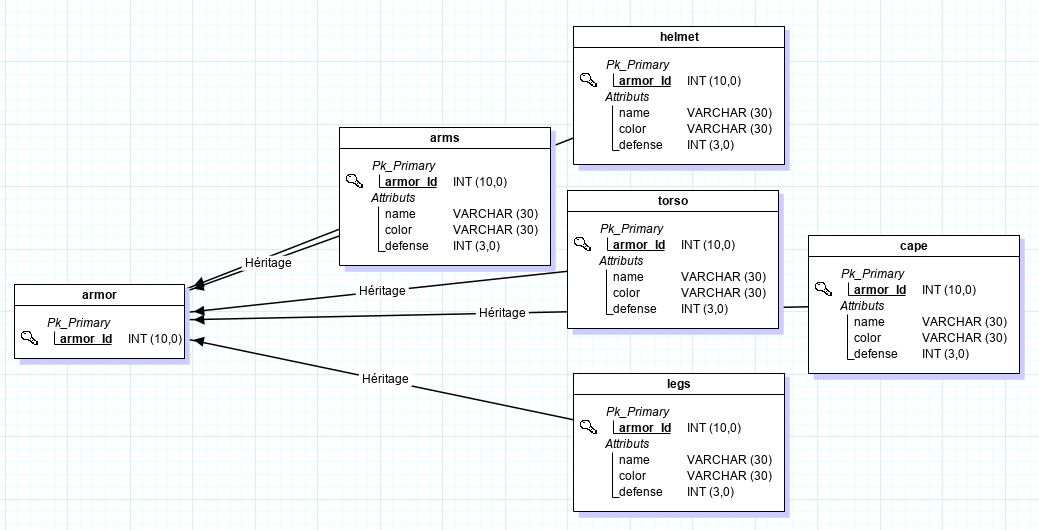 helmet
Pk_Primary
armor_Id INT (10,0)
Attributs
name VARCHAR (30)
color VARCHAR (30)
defense INT (3,0)
arms
Pk_Primary
armor_Id INT (10,0)
Attributs
name VARCHAR (30)
color VARCHAR (30)
defense INT (3,0)
torso
Pk_Primary
armor_Id INT (10,0)
Attributs
name VARCHAR (30)
color VARCHAR (30)
defense INT (3,0)
cape
Pk_Primary
armor_Id INT (10,0)
Attributs
name VARCHAR (30)
color VARCHAR (30)
defense INT (3,0)
Héritage
Héritage
Héritage
Héritage
armor
Pk_Primary
armor_Id INT (10,0)
legs
Pk_Primary
armor_Id INT (10,0)
Attributs
name VARCHAR (30)
color VARCHAR (30)
defense INT (3,0)